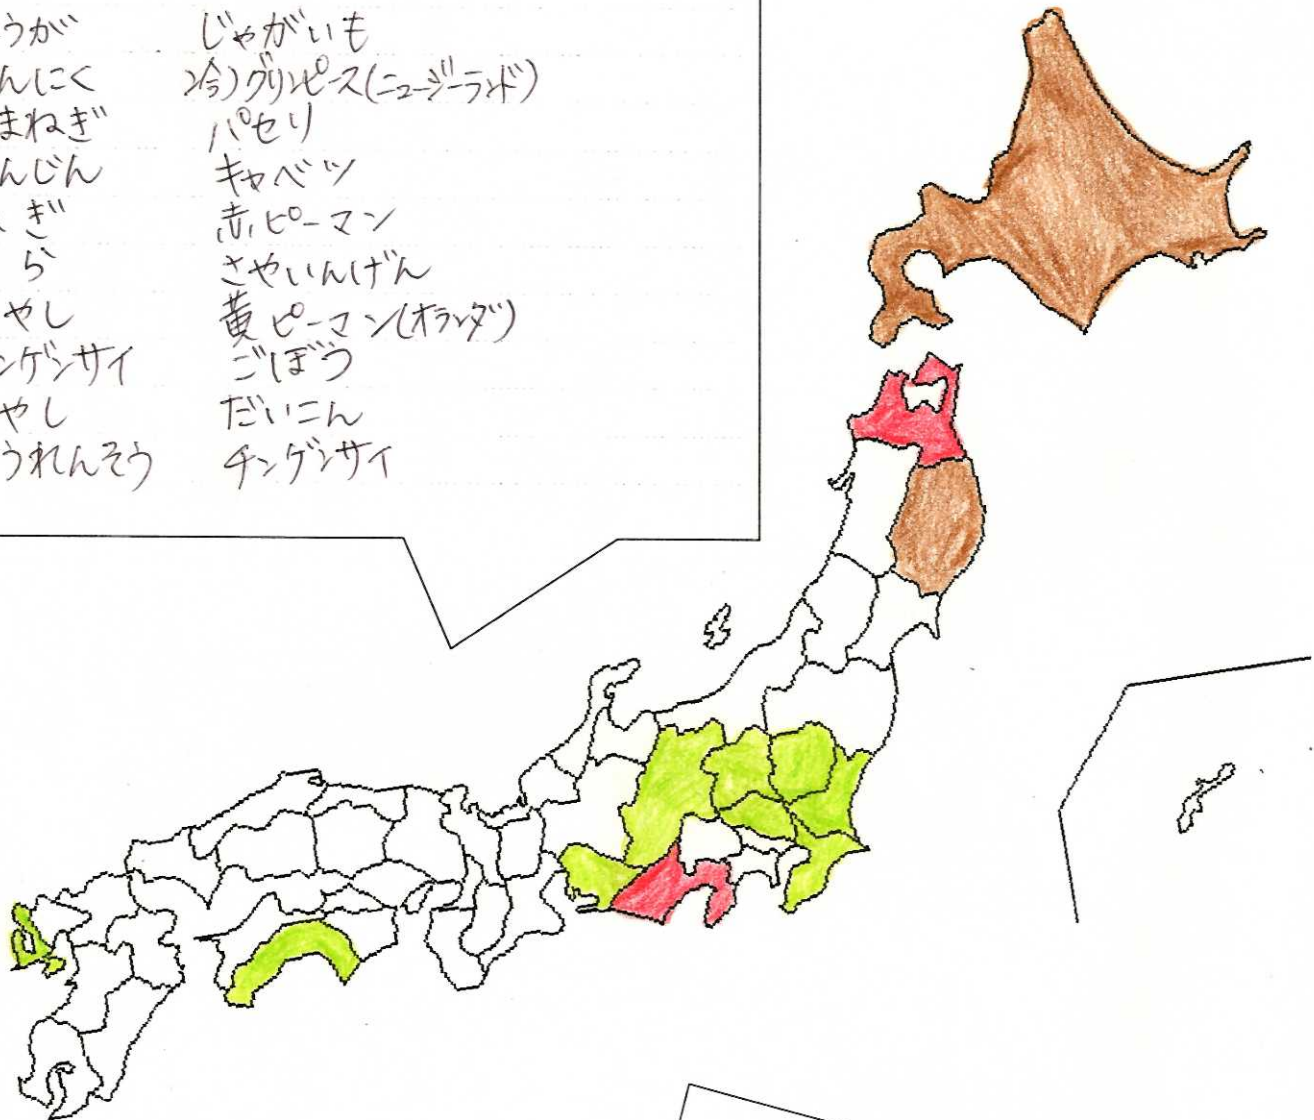 うが じゃがいも
んにく 冷)グリンピース(ニュージーランド)
まねぎ パセリ
んじん キャベツ
ぎ 赤ピーマン
ら さやいんげん
やし 黄ピーマン(オランダ)
ンゲンサイ ごぼう
やし だいこん
うれんそう チンゲンサイ